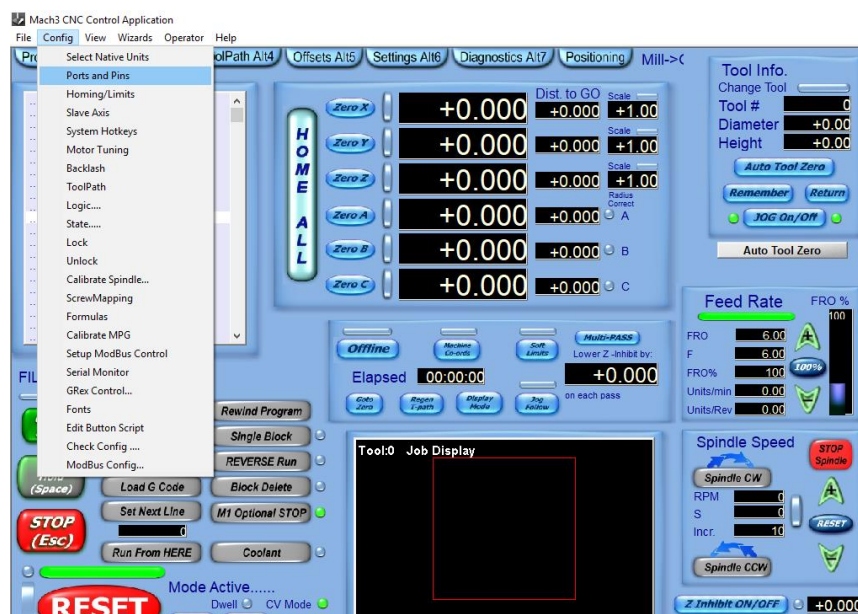 Mach3 CNC Control Application
File Config View Wizards Operator Help
olPath Alt4 Offsets Alt5 Settings Alt6 Diagnostics Alt7 Positioning Mill->
Select Native Units
Ports and Pins
Homing/Limits
Slave Axis
System Hotkeys
Motor Tuning
Backlash
ToolPath
Logic....
State.....
Lock
Unlock
Calibrate Spindle...
ScrewMapping
Formulas
Calibrate MPG
Setup ModBus Control
Serial Monitor
GRex Control...
Fonts
Edit Button Script
Check Config ....
ModBus Config...
HOME ALL
Dist. to GO Scale
Zero X +0.000 +0.000 +1.00
Scale
Zero Y +0.000 +0.000 +1.00
Scale
Zero Z +0.000 +0.000 +1.00
Radius
Correct
Zero A +0.000 +0.000 A
Zero B +0.000 +0.000 B
Zero C +0.000 +0.000 C
Tool Info.
Change Tool
Tool # 0
Diameter +0.00
Height +0.00
Auto Tool Zero
Remember Return
JOG On/Off
Auto Tool Zero
Offline
Machine
Co-ords
Soft
Limits
Multi-PASS
Lower Z -Inhibit by:
+0.000
on each pass
Elapsed 00:00:00
Goto
Zero
Regen
T-path
Display
Mode
Jog
Follow
Feed Rate
FRO %
100
FRO 6.00
F 6.00
FRO% 100
100%
Units/min 0.00
Units/Rev 0.00
FIL
Rewind Program
Single Block
REVERSE Run
(Space)
Load G Code
Block Delete
STOP
(Esc)
Set Next Line
0
M1 Optional STOP
Run From HERE
Coolant
Mode Active......
RESET
Dwell CV Mode
Tool:0 Job Display
Spindle Speed
STOP
Spindle
Spindle CW
RPM 0
S 0
Incr. 10
RESET
Spindle CCW
Z Inhibit ON/OFF +0.000